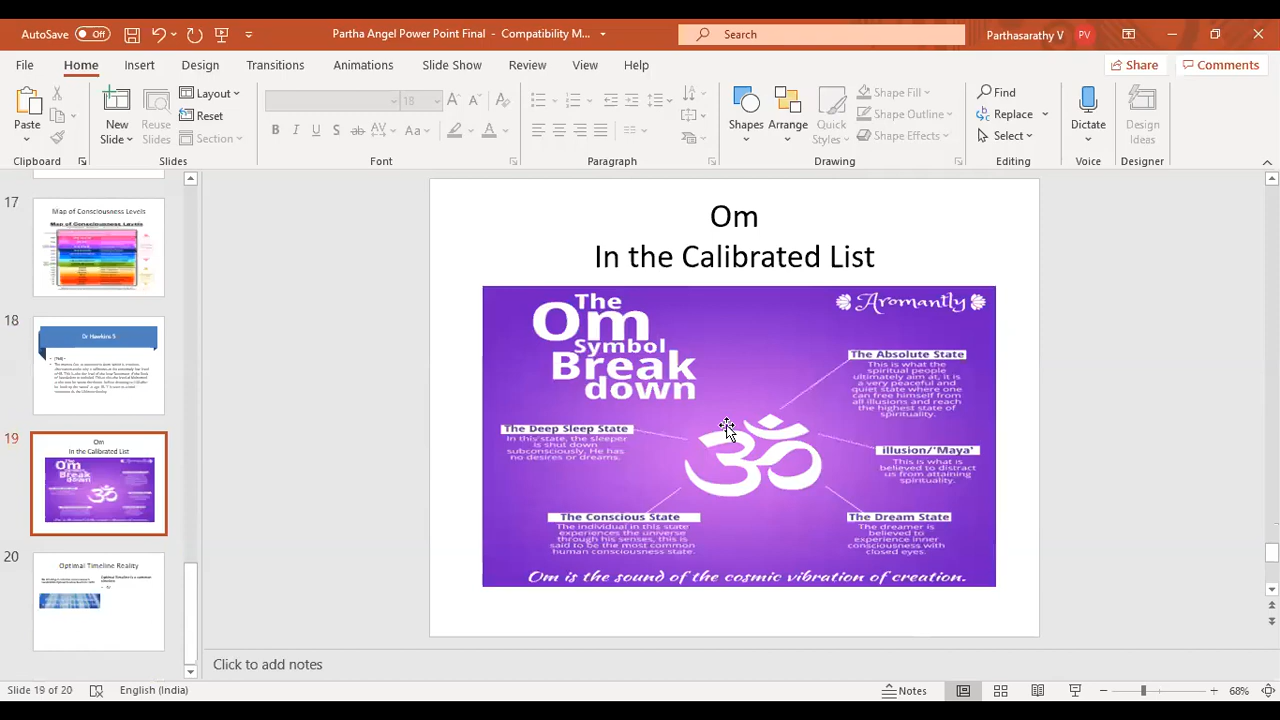 AutoSave
Off
Partha Angel Power Point Final - Compatibility M...
Search
Parthasarathy V
PV
File
Home
Insert
Design
Transitions
Animations
Slide Show
Review
View
Help
Share
Comments
Paste
New
Slide
Reuse
Slides
Layout
Reset
Section
18
Shapes
Arrange
Quick
Styles
Shape Fill
Shape Outline
Shape Effects
Find
Replace
Select
Dictate
Design
Ideas
Clipboard
Slides
Font
Paragraph
Drawing
Editing
Voice
Designer
17
Map of Consciousness Levels
Map of Consciousness Levels
18
Dr Hawkins 5
19
Om
In the Calibrated List
The
Om
Symbol
Break
down
20
Optimal Timeline Reality
Om
In the Calibrated List
The
Om
Symbol
Break
down
Aromantly
The Absolute State
This is what the
spiritual people
ultimately aim at, it is
a very peaceful and
quiet state where one
can free himself from
all illusions and reach
the highest state of
spirituality.
The Deep Sleep State
In this state, the sleeper
is shut down
subconsciously. He has
no desires or dreams.
ॐ
illusion/'Maya'
This is what is
believed to distract
us from attaining
spirituality.
The Conscious State
The individual in this state
experiences the universe
through his senses, this is
said to be the most common
human consciousness state.
The Dream State
The dreamer is
believed to
experience inner
consciousness with
closed eyes.
Om is the sound of the cosmic vibration of creation.
Click to add notes
Slide 19 of 20
English (India)
Notes
68%